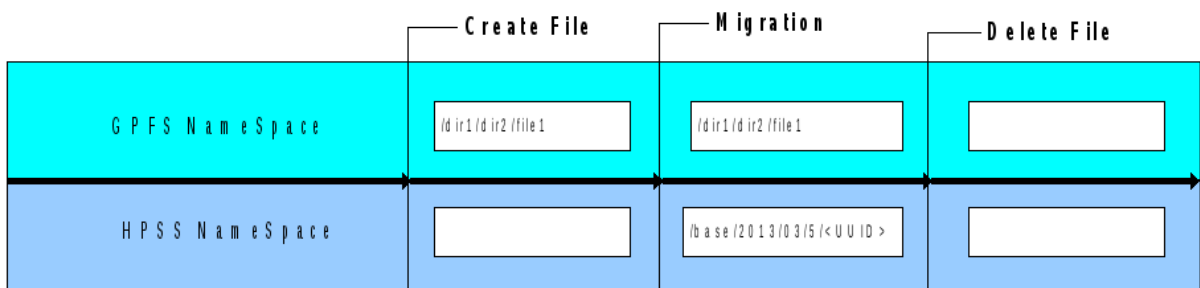 Create File
Migration
Delete File
GPFS NameSpace
/dir1/dir2/file1
/dir1/dir2/file1
HPSS NameSpace
/base/2013/03/5/<UUID>